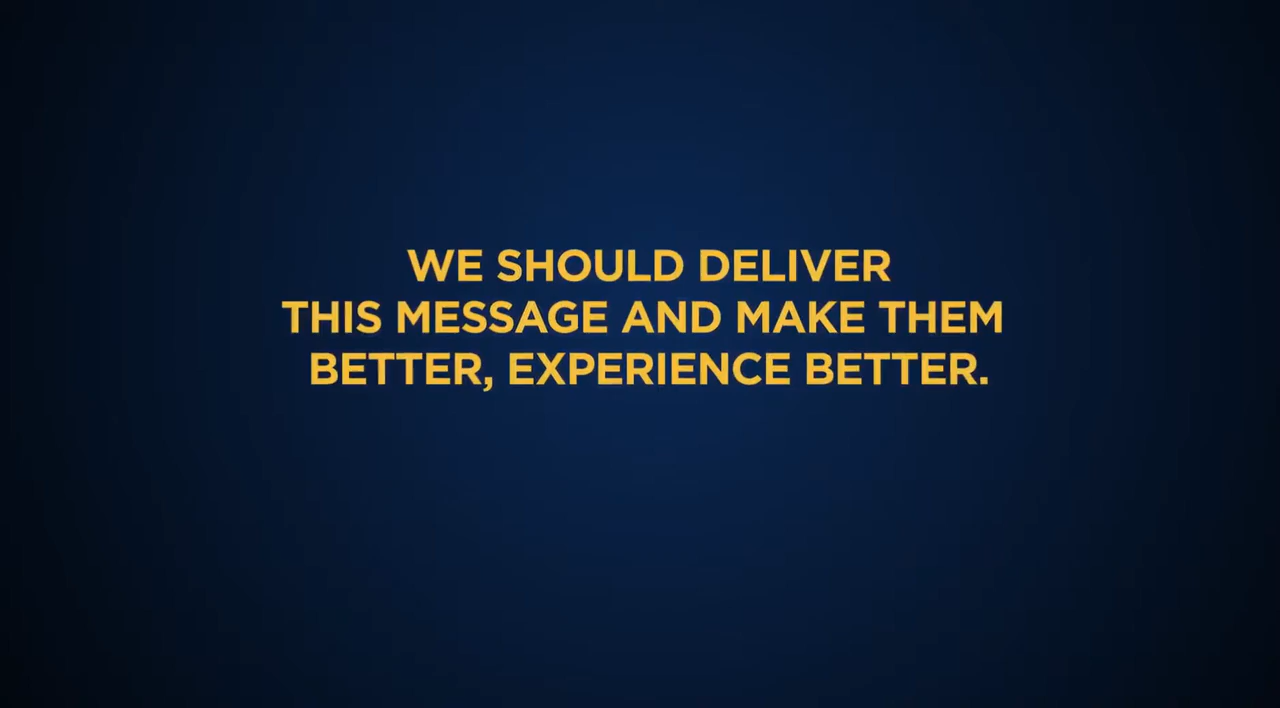 WE SHOULD DELIVER
THIS MESSAGE AND MAKE THEM
BETTER, EXPERIENCE BETTER.